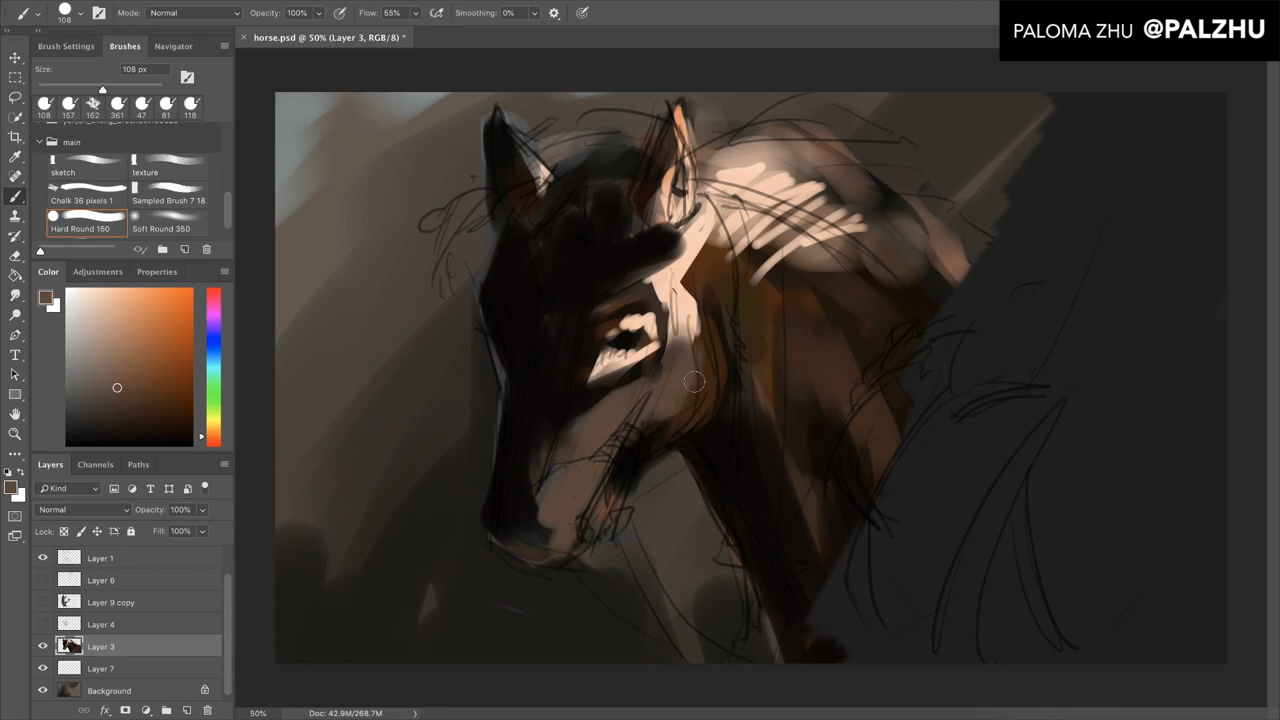 Mode: Normal Opacity: 100% Flow: 55% Smoothing: 0%
108
PALOMA ZHU @PALZHU
horse.psd @ 50% (Layer 3, RGB/8) *
Brush Settings Brushes Navigator
Size: 108 px
108 157 162 361 47 81 118
main
sketch texture
Chalk 36 pixels 1 Sampled Brush 7 18
Hard Round 150 Soft Round 350
Color Adjustments Properties
Layers Channels Paths
Kind
Normal Opacity: 100%
Lock: Fill: 100%
Layer 1
Layer 6
Layer 9 copy
Layer 4
Layer 3
Layer 7
Background
fx
50% Doc: 42.9M/268.7M